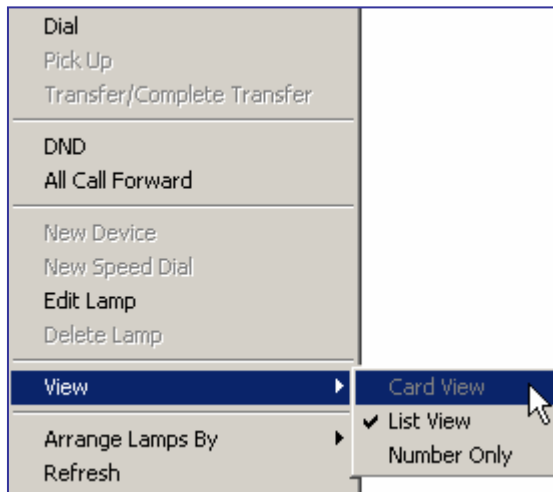 Dial
Pick Up
Transfer/Complete Transfer
DND
All Call Forward
New Device
New Speed Dial
Edit Lamp
Delete Lamp
View
Card View
List View
Number Only
Arrange Lamps By
Refresh